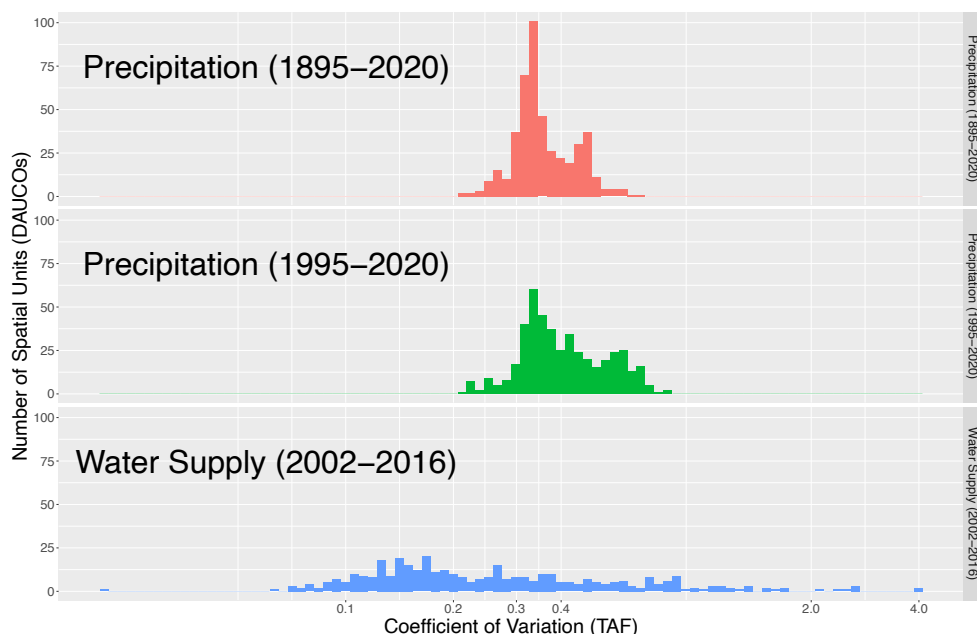 Number of Spatial Units (DAUCOs)
100
75
50
25
0
Precipitation (1895−2020)
Precipitation (1895−2020)
100
75
50
25
0
Precipitation (1995−2020)
Precipitation (1995−2020)
100
75
50
25
0
Water Supply (2002−2016)
Water Supply (2002−2016)
0.1 0.2 0.3 0.4 2.0 4.0
Coefficient of Variation (TAF)